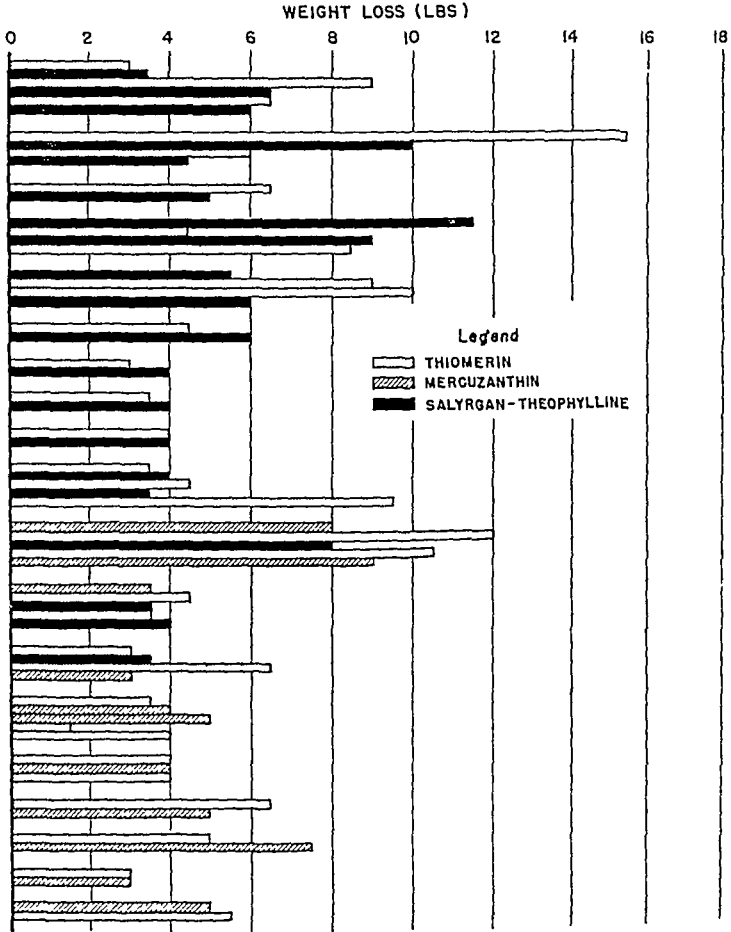 WEIGHT LOSS (LBS)
0 2 4 6 8 10 12 14 16 18
Legend
THIOMERIN
MERCUZANTHIN
SALYRGAN-THEOPHYLLINE